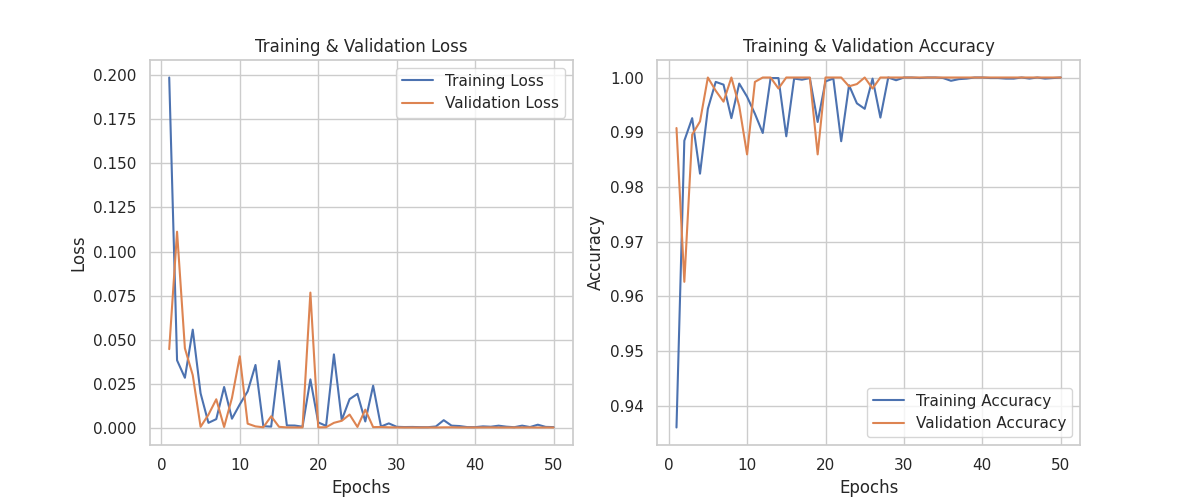 Training & Validation Loss
Training Loss
Validation Loss
0.200
0.175
0.150
0.125
0.100
0.075
0.050
0.025
0.000
Loss
0 10 20 30 40 50
Epochs
Training & Validation Accuracy
1.00
0.99
0.98
0.97
0.96
0.95
0.94
Accuracy
Training Accuracy
Validation Accuracy
0 10 20 30 40 50
Epochs